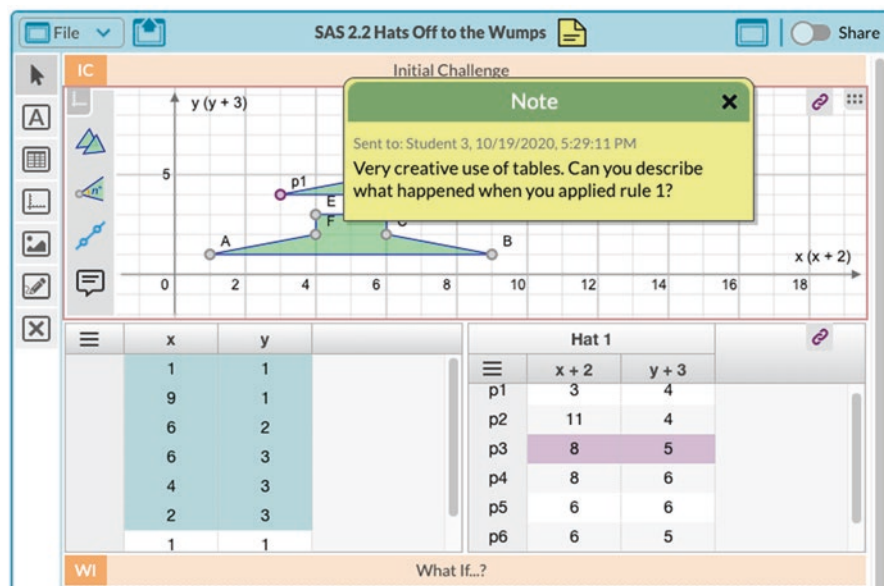 File
SAS 2.2 Hats Off to the Wumps
Share
IC
Initial Challenge
Note
Sent to: Student 3, 10/19/2020, 5:29:11 PM
Very creative use of tables. Can you describe
what happened when you applied rule 1?
A
n°
y (y + 3)
5
p1
E
F
C
A
B
x (x + 2)
0 2 4 6 8 10 12 14 16 18
x y
1 1
9 1
6 2
6 3
4 3
2 3
1 1
Hat 1
x + 2 y + 3
p1 3 4
p2 11 4
p3 8 5
p4 8 6
p5 6 6
p6 6 5
WI
What If...?